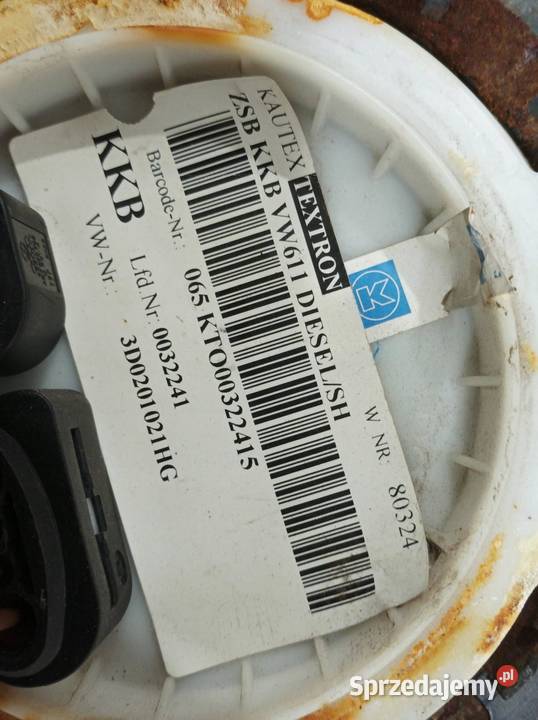 KAUTEX TEXTRON
W. NR: 80324
ZSB KKB VW611 DIESEL/SH
K
Barcode-Nr.: 065 KTO00322415
KKB Lfd Nr: 0032241
VW-Nr.: 3D0201021HG
Sprzedajemy.pl